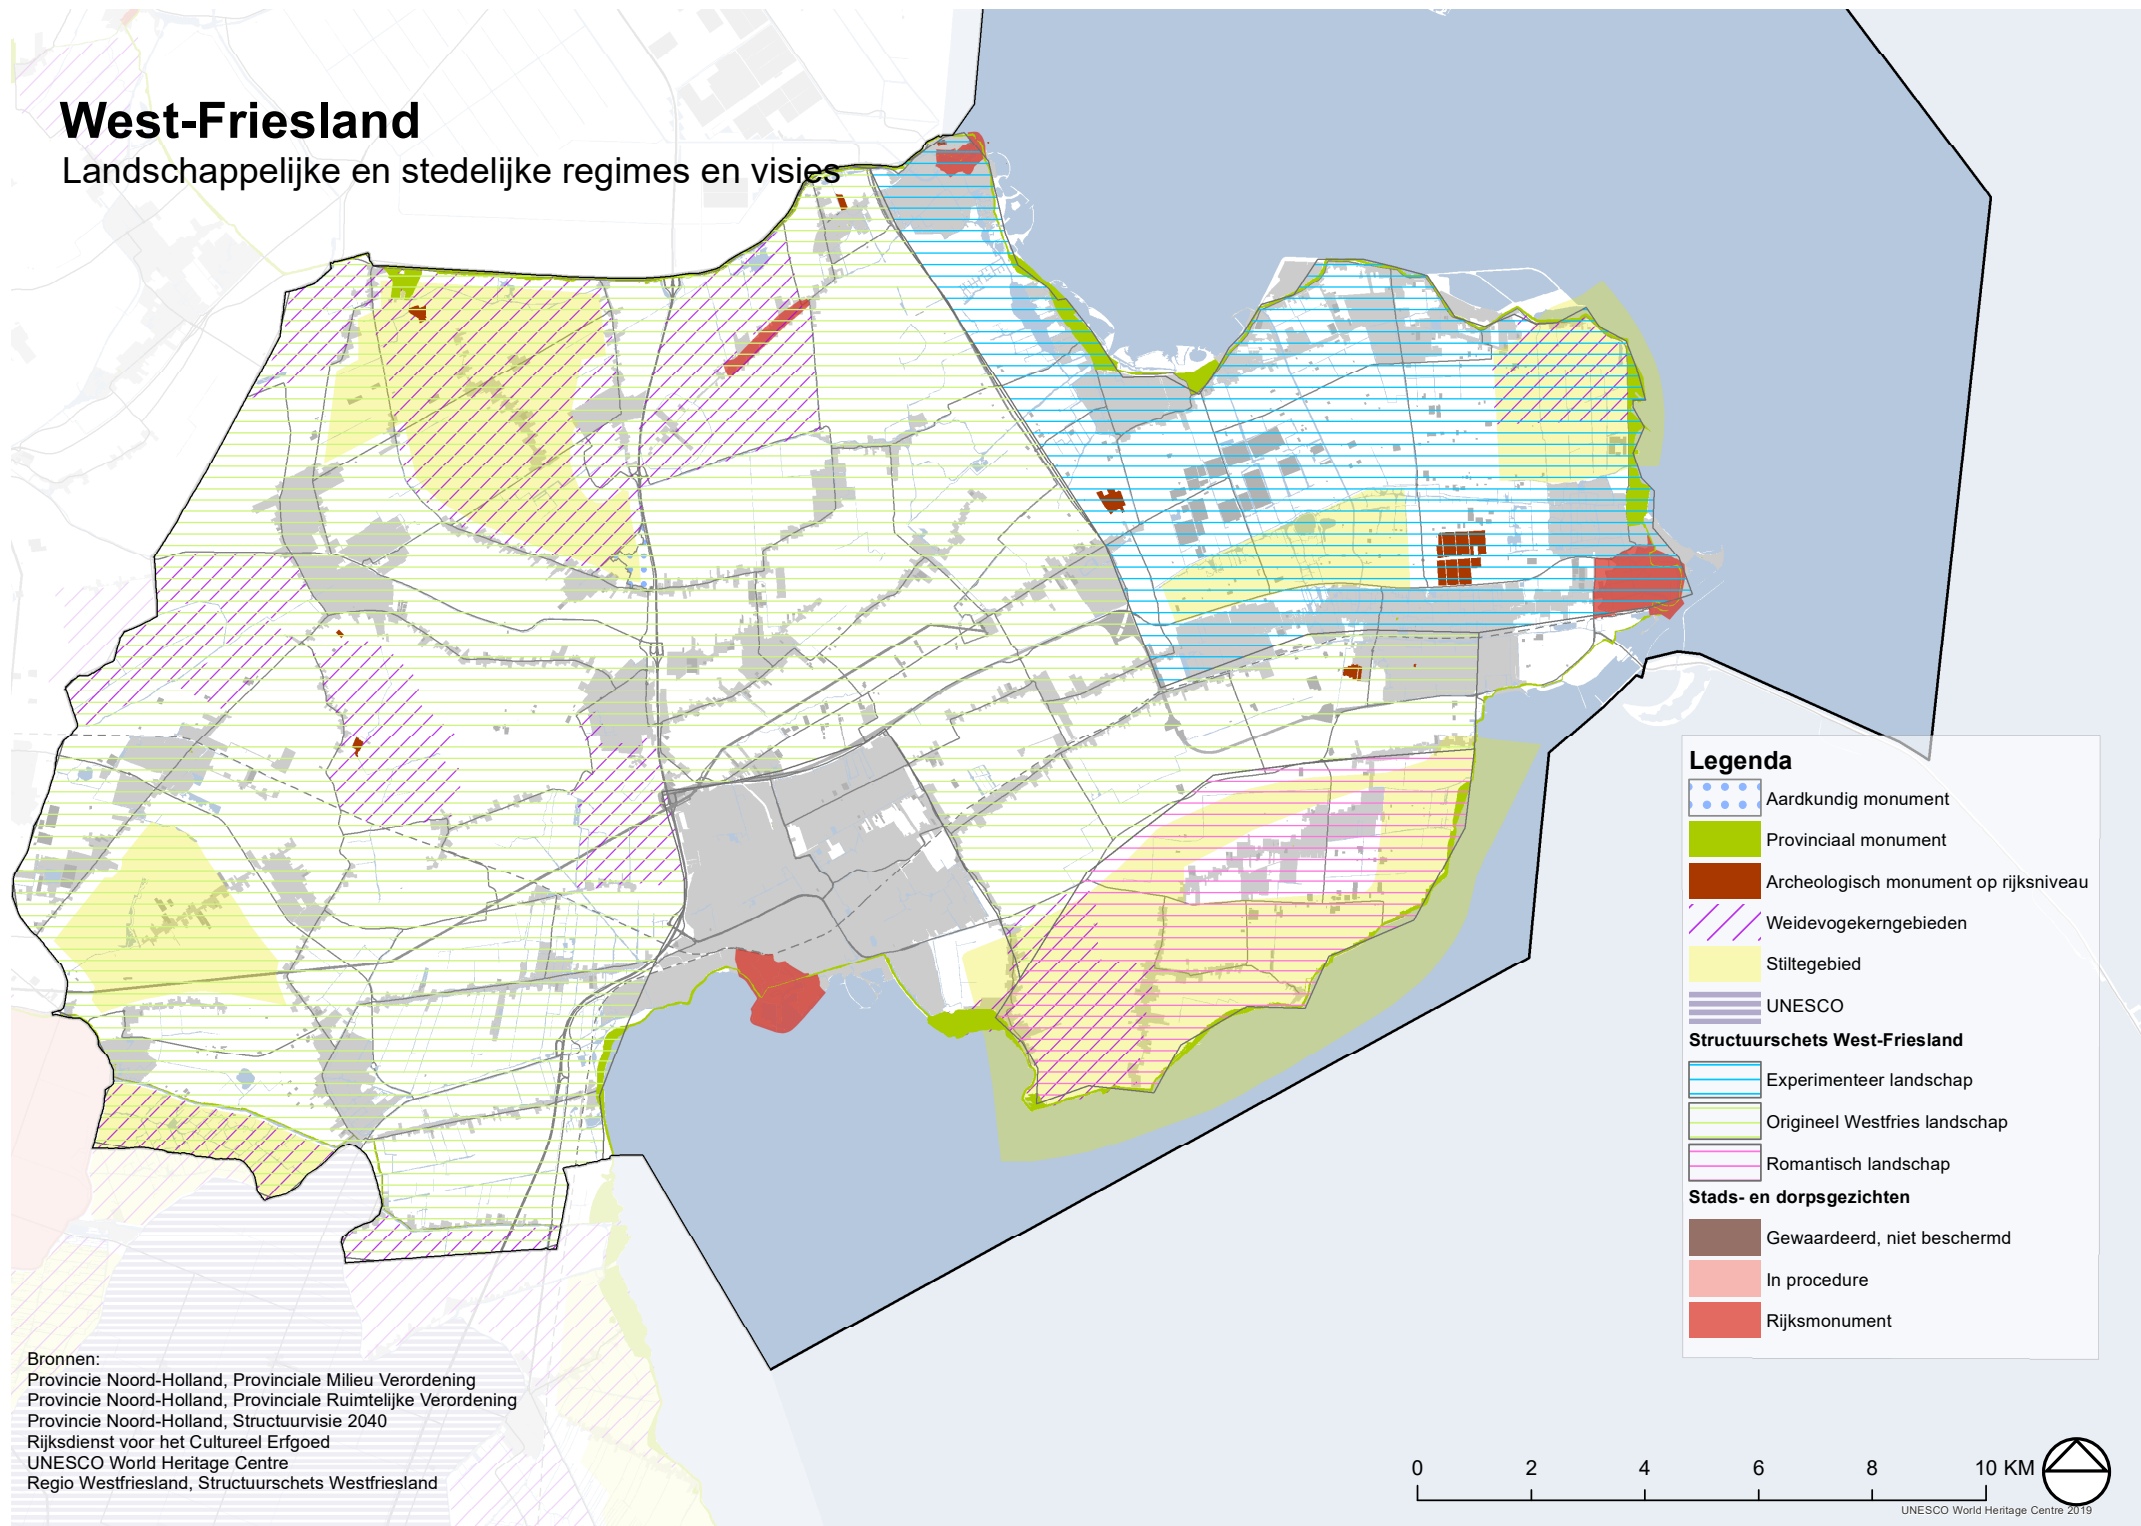 West-Friesland
Landschappelijke en stedelijke regimes en visies
Legenda
Aardkundig monument
Provinciaal monument
Archeologisch monument op rijksniveau
Weidevogekerngebieden
Stiltegebied
UNESCO
Structuurschets West-Friesland
Experimenteer landschap
Origineel Westfries landschap
Romantisch landschap
Stads- en dorpsgezichten
Gewaardeerd, niet beschermd
In procedure
Rijksmonument
Bronnen:
Provincie Noord-Holland, Provinciale Milieu Verordening
Provincie Noord-Holland, Provinciale Ruimtelijke Verordening
Provincie Noord-Holland, Structuurvisie 2040
Rijksdienst voor het Cultureel Erfgoed
UNESCO World Heritage Centre
Regio Westfriesland, Structuurschets Westfriesland
0 2 4 6 8 10 KM
UNESCO World Heritage Centre 2019